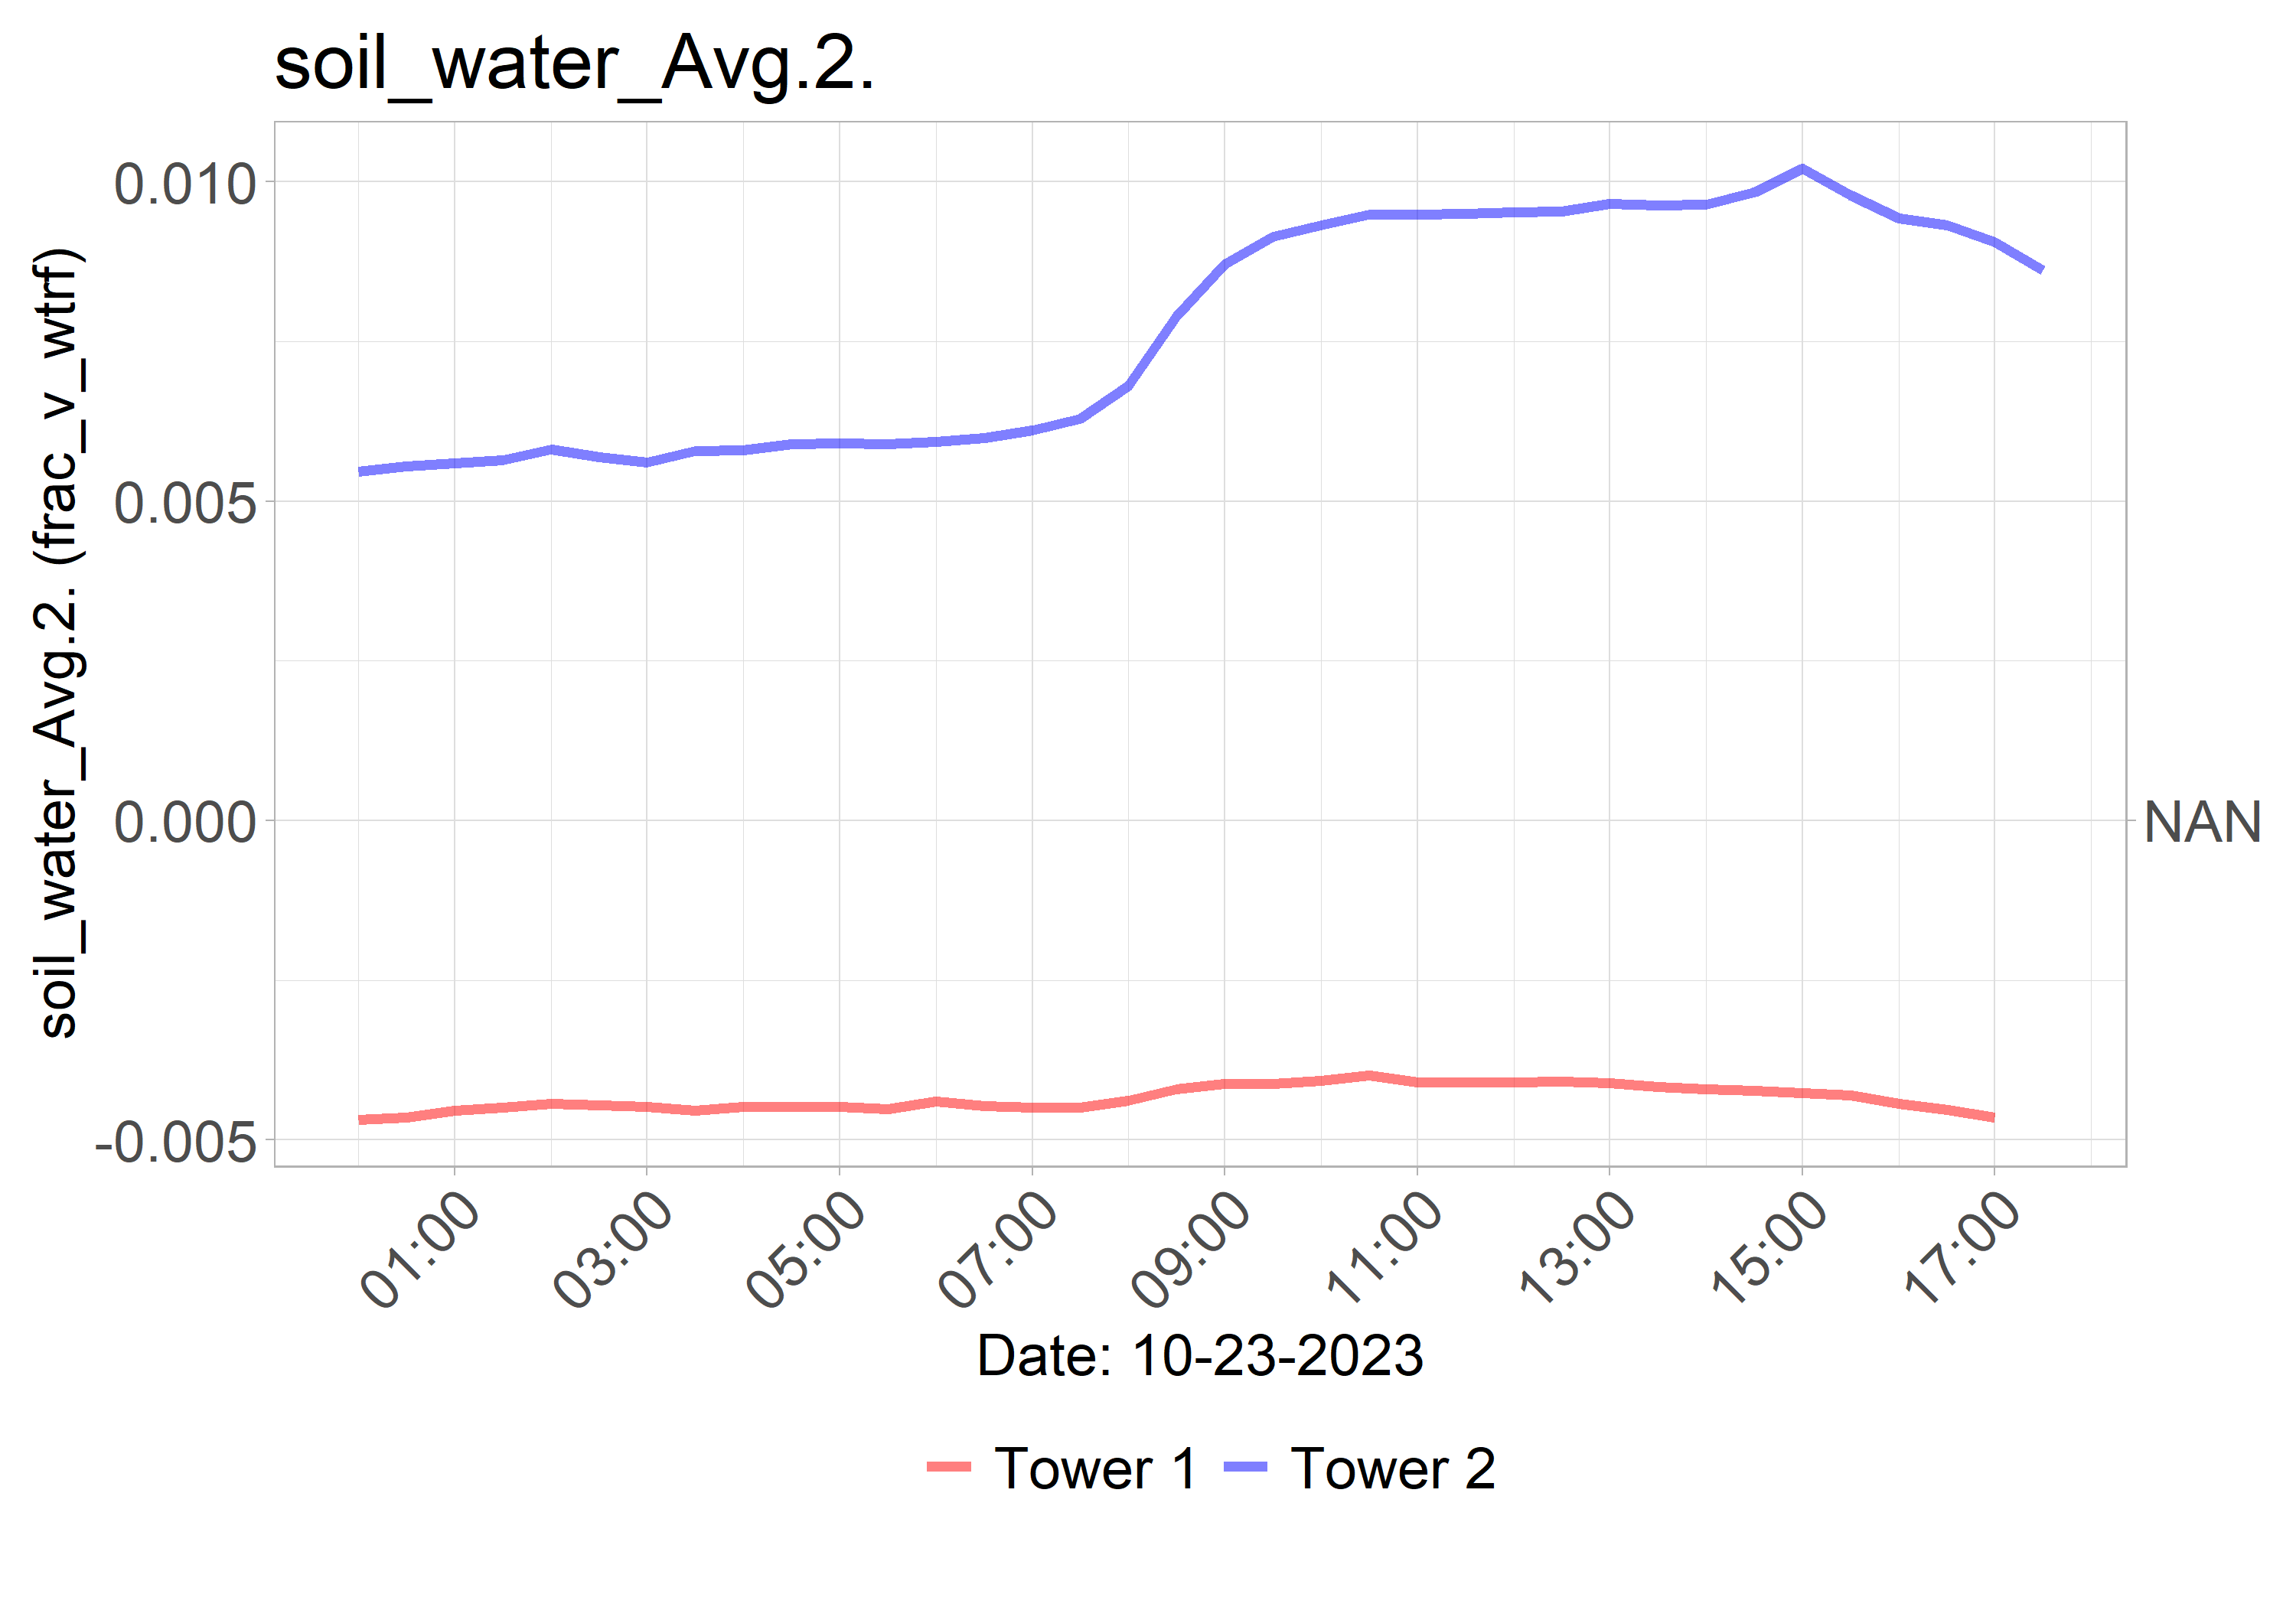 soil_water_Avg.2.
soil_water_Avg.2. (frac_v_wtrf)
0.010
0.005
0.000
-0.005
NAN
01:00
03:00
05:00
07:00
09:00
11:00
13:00
15:00
17:00
Date: 10-23-2023
Tower 1
Tower 2